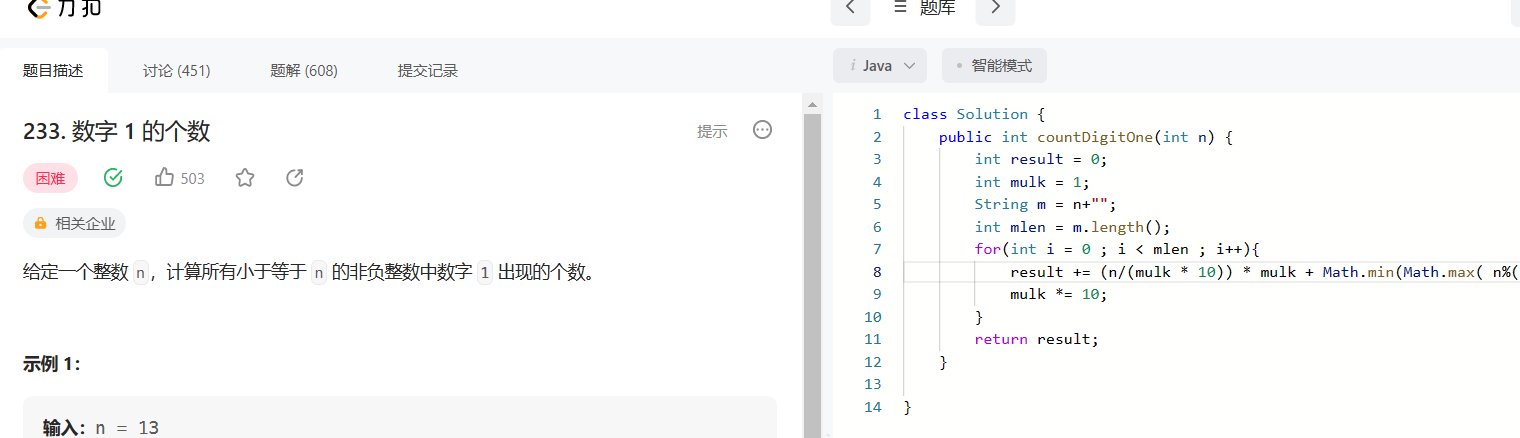 力扣
题库
题目描述 讨论 (451) 题解 (608) 提交记录
i Java 智能模式
233. 数字 1 的个数 提示
困难 503
相关企业
给定一个整数 n，计算所有小于等于 n 的非负整数中数字 1 出现的个数。
示例 1：
输入：n = 13
1 class Solution {
2 public int countDigitOne(int n) {
3 int result = 0;
4 int mulk = 1;
5 String m = n+"";
6 int mlen = m.length();
7 for(int i = 0 ; i < mlen ; i++){
8 result += (n/(mulk * 10)) * mulk + Math.min(Math.max( n%(
9 mulk *= 10;
10 }
11 return result;
12 }
13
14 }